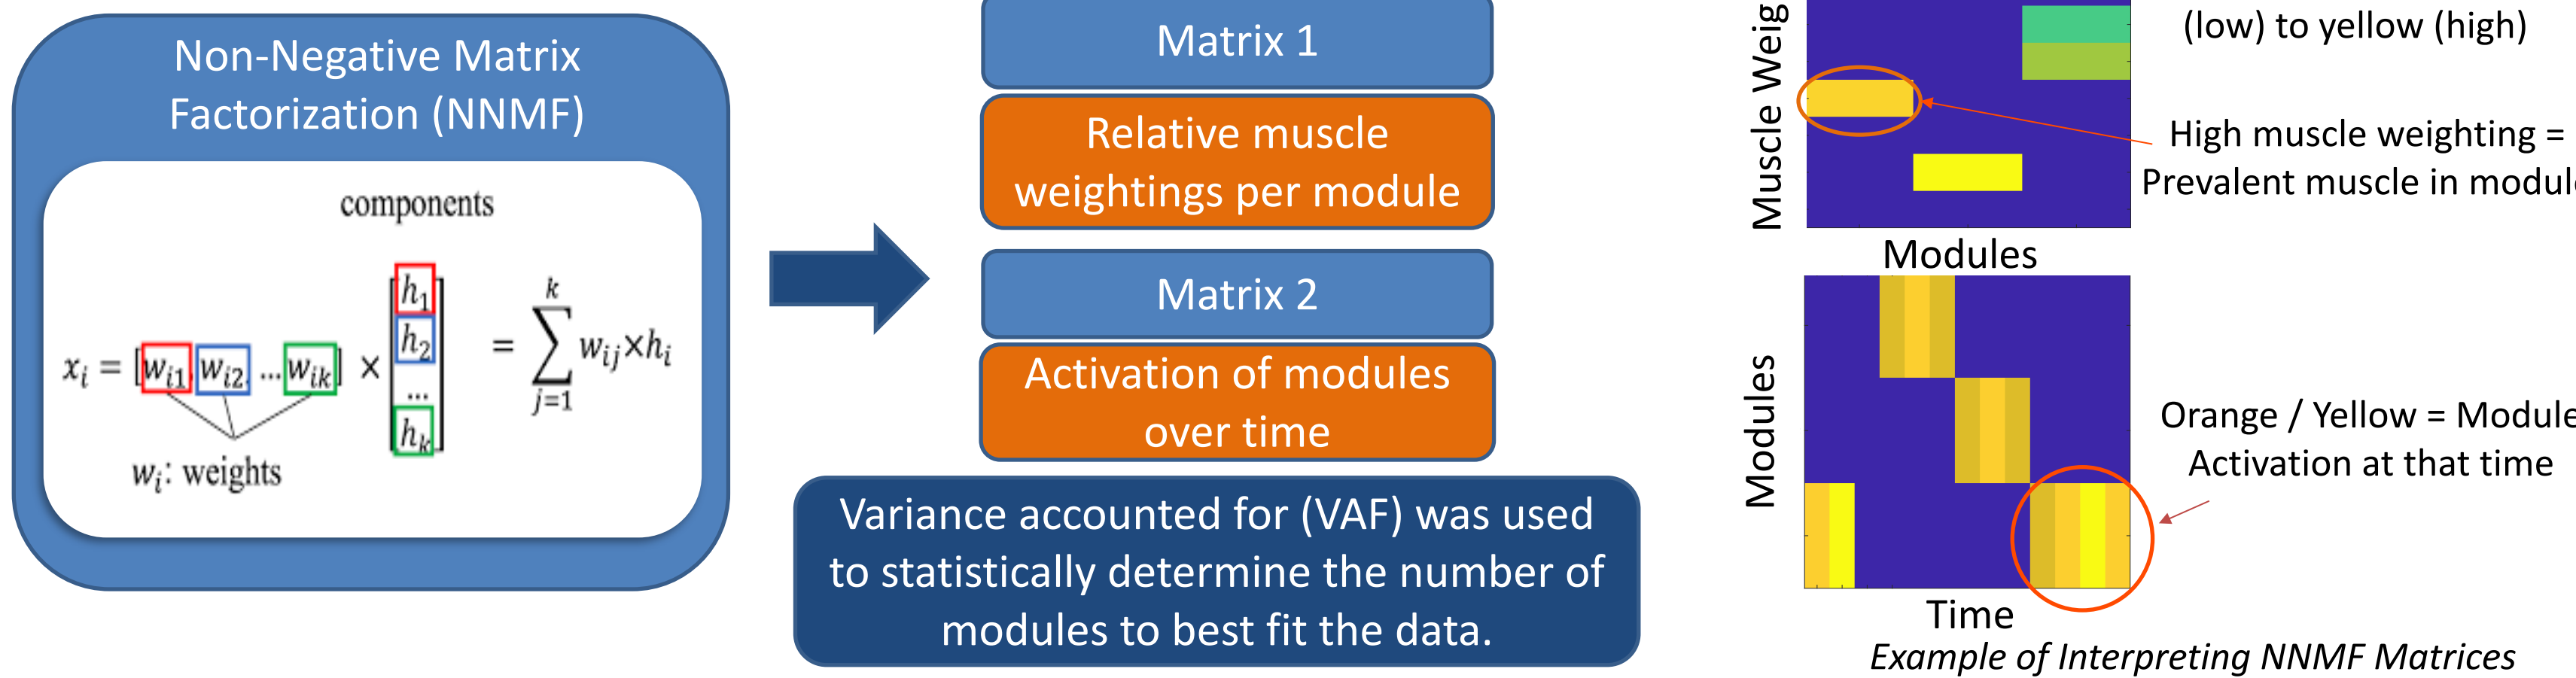 Non-Negative Matrix
Factorization (NNMF)
components
x_i = [w_i1 w_i2 ... w_ik] × [h_1 h_2 ... h_k] = ∑_{j=1}^{k} w_ij×h_i
w_i: weights
Matrix 1
Relative muscle
weightings per module
Matrix 2
Activation of modules
over time
Variance accounted for (VAF) was used
to statistically determine the number of
modules to best fit the data.
Muscle Weig
(low) to yellow (high)
High muscle weighting =
Prevalent muscle in modul
Modules
Modules
Orange / Yellow = Module
Activation at that time
Time
Example of Interpreting NNMF Matrices